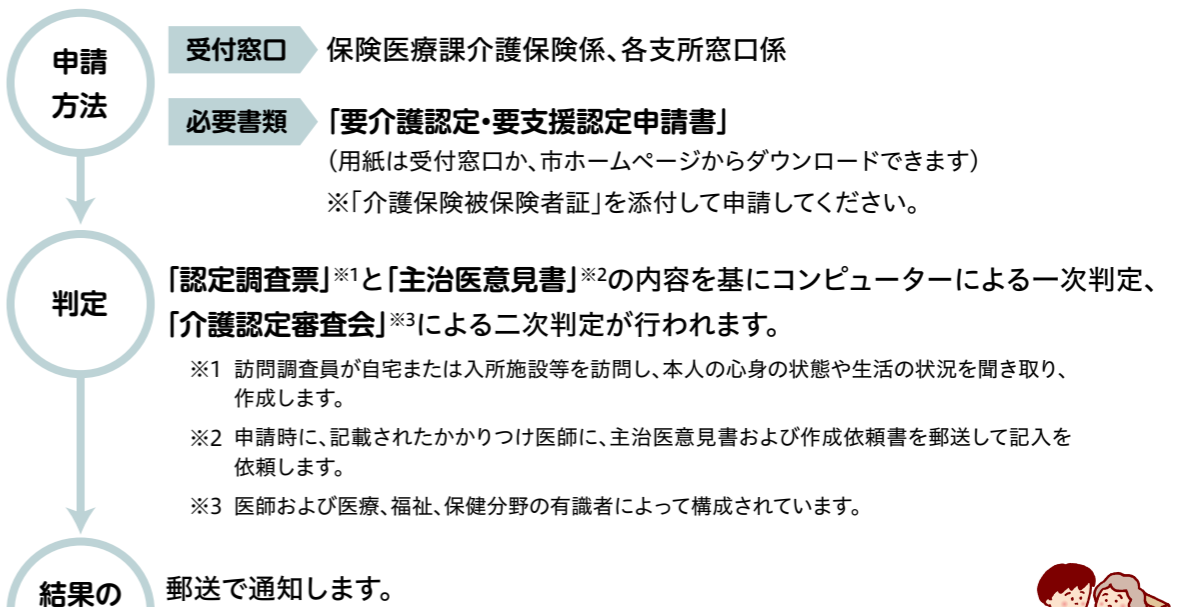 申請
方法
受付窓口 保険医療課介護保険係、各支所窓口係
必要書類 「要介護認定・要支援認定申請書」
（用紙は受付窓口か、市ホームページからダウンロードできます）
※「介護保険被保険者証」を添付して申請してください。
判定
「認定調査票」※1と「主治医意見書」※2の内容を基にコンピューターによる一次判定、
「介護認定審査会」※3による二次判定が行われます。
※1 訪問調査員が自宅または入所施設等を訪問し、本人の心身の状態や生活の状況を聞き取り、
作成します。
※2 申請時に、記載されたかかりつけ医師に、主治医意見書および作成依頼書を郵送して記入を
依頼します。
※3 医師および医療、福祉、保健分野の有識者によって構成されています。
結果の
郵送で通知します。